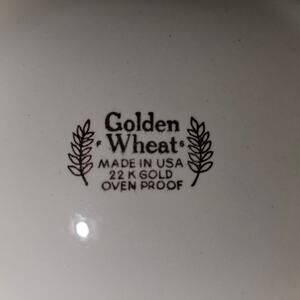 Golden
F Wheat S
MADE IN USA
22 K GOLD
OVEN PROOF